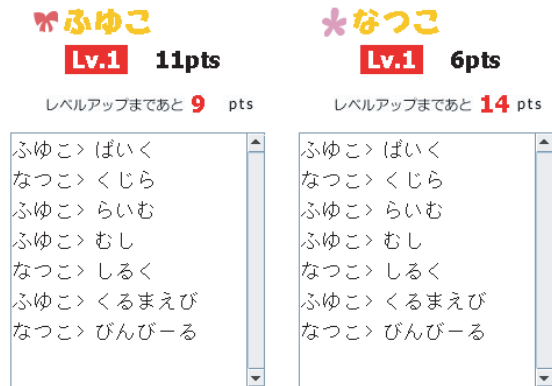 ふゆこ
Lv.1 11pts
レベルアップまであと 9 pts
ふゆこ> ばいく
なつこ> くじら
ふゆこ> らいむ
ふゆこ> むし
なつこ> しるく
ふゆこ> くるまえび
なつこ> びんびーる
なつこ
Lv.1 6pts
レベルアップまであと 14 pts
ふゆこ> ばいく
なつこ> くじら
ふゆこ> らいむ
ふゆこ> むし
なつこ> しるく
ふゆこ> くるまえび
なつこ> びんびーる